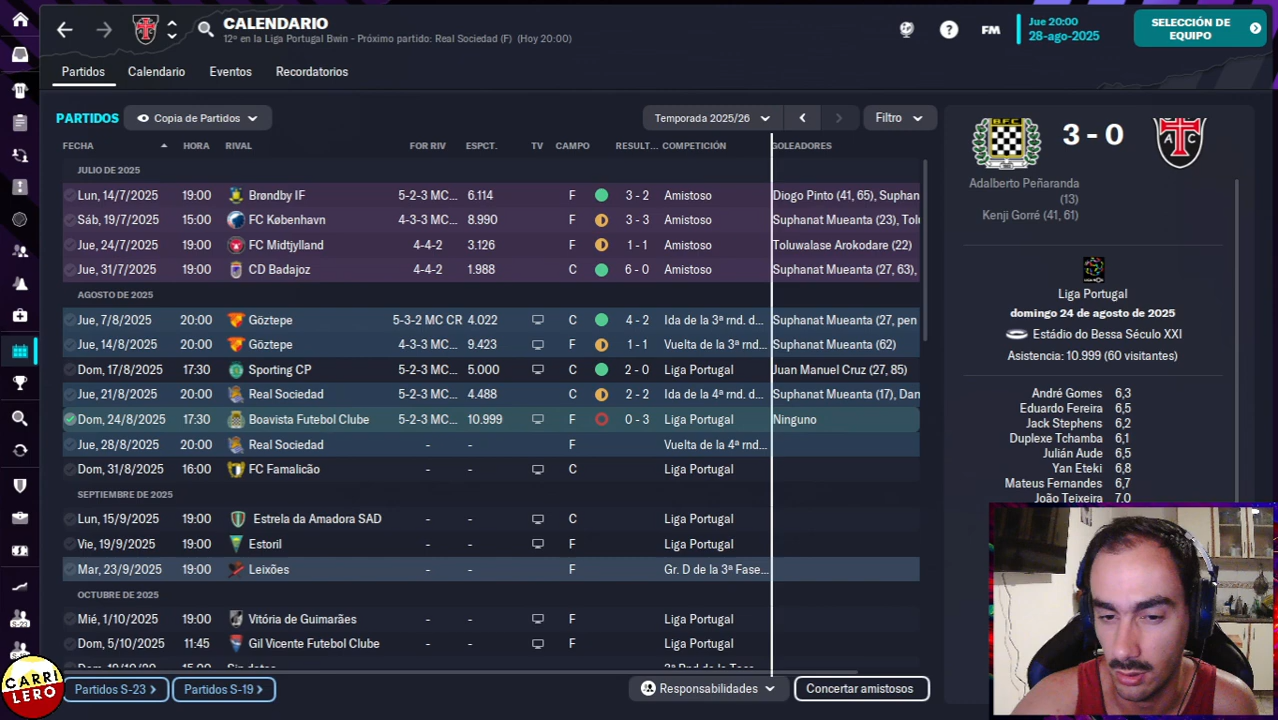 CALENDARIO
12º en la Liga Portugal Bwin - Próximo partido: Real Sociedad (F) (Hoy 20:00)
FM
Jue 20:00
28-ago-2025
SELECCIÓN DE
EQUIPO
Partidos Calendario Eventos Recordatorios
PARTIDOS Copia de Partidos Temporada 2025/26 Filtro
FECHA HORA RIVAL FOR RIV ESPCT. TV CAMPO RESULT... COMPETICIÓN GOLEADORES
JULIO DE 2025
Lun, 14/7/2025 19:00 Brøndby IF 5-2-3 MC... 6.114 F 3 - 2 Amistoso Diogo Pinto (41, 65), Suphan
Sáb, 19/7/2025 15:00 FC København 4-3-3 MC... 8.990 F 3 - 3 Amistoso Suphanat Mueanta (23), Tolu
Jue, 24/7/2025 19:00 FC Midtjylland 4-4-2 3.126 F 1 - 1 Amistoso Toluwalase Arokodare (22)
Jue, 31/7/2025 19:00 CD Badajoz 4-4-2 1.988 C 6 - 0 Amistoso Suphanat Mueanta (27, 63),
AGOSTO DE 2025
Jue, 7/8/2025 20:00 Göztepe 5-3-2 MC CR 4.022 C 4 - 2 Ida de la 3ª rnd. d... Suphanat Mueanta (27, pen
Jue, 14/8/2025 20:00 Göztepe 4-3-3 MC... 9.423 F 1 - 1 Vuelta de la 3ª rnd... Suphanat Mueanta (62)
Dom, 17/8/2025 17:30 Sporting CP 5-2-3 MC... 5.000 C 2 - 0 Liga Portugal Juan Manuel Cruz (27, 85)
Jue, 21/8/2025 20:00 Real Sociedad 5-2-3 MC... 4.488 C 2 - 2 Ida de la 4ª rnd. d... Suphanat Mueanta (17), Dan
Dom, 24/8/2025 17:30 Boavista Futebol Clube 5-2-3 MC... 10.999 F 0 - 3 Liga Portugal Ninguno
Jue, 28/8/2025 20:00 Real Sociedad - - F Vuelta de la 4ª rnd...
Dom, 31/8/2025 16:00 FC Famalicão - - C Liga Portugal
SEPTIEMBRE DE 2025
Lun, 15/9/2025 19:00 Estrela da Amadora SAD - - C Liga Portugal
Vie, 19/9/2025 19:00 Estoril - - F Liga Portugal
Mar, 23/9/2025 19:00 Leixões - - F Gr. D de la 3ª Fase...
OCTUBRE DE 2025
Mié, 1/10/2025 19:00 Vitória de Guimarães - - F Liga Portugal
Dom, 5/10/2025 11:45 Gil Vicente Futebol Clube - - F Liga Portugal
Partidos S-23 Partidos S-19 Responsabilidades Concertar amistosos
BFC 3 - 0
Adalberto Peñaranda
(13)
Kenji Gorré (41, 61)
Liga Portugal
domingo 24 de agosto de 2025
Estádio do Bessa Século XXI
Asistencia: 10.999 (60 visitantes)
André Gomes 6,3
Eduardo Fereira 6,5
Jack Stephens 6,2
Duplexe Tchamba 6,1
Julián Aude 6,5
Yan Eteki 6,8
Mateus Fernandes 6,7
João Teixeira 7,0
CARRI
LERO